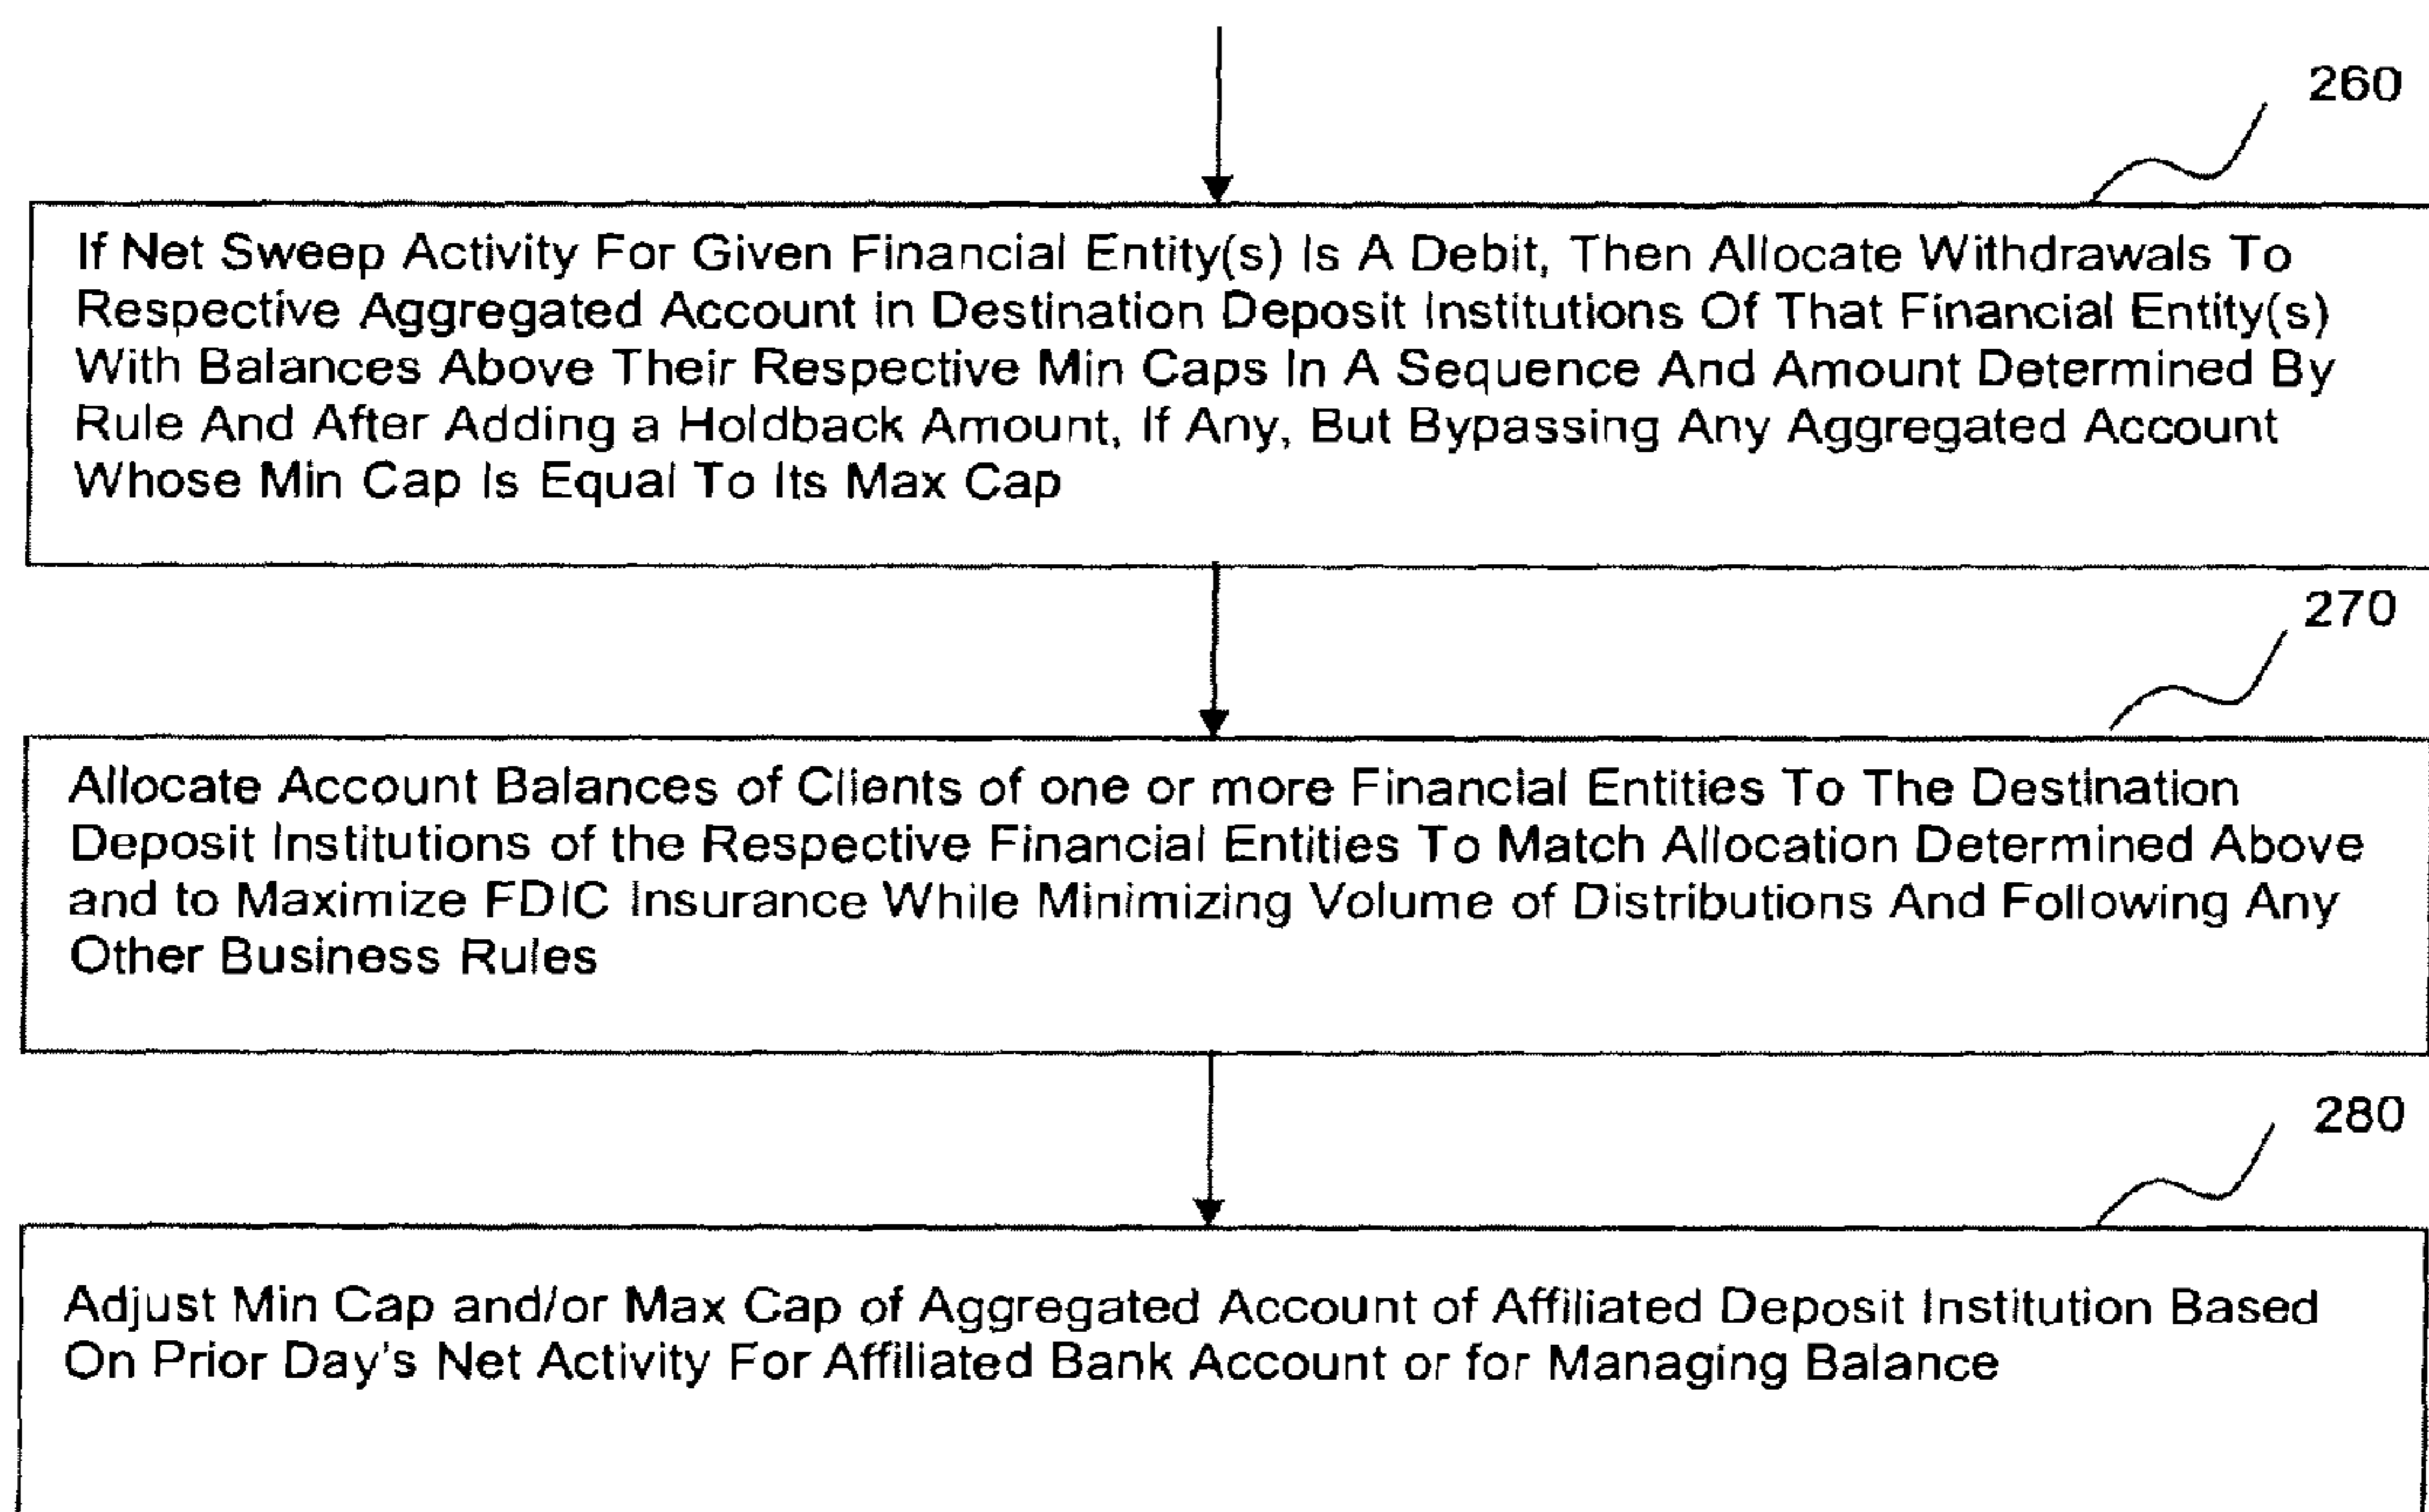 260
If Net Sweep Activity For Given Financial Entity(s) Is A Debit, Then Allocate Withdrawals To
Respective Aggregated Account in Destination Deposit Institutions Of That Financial Entity(s)
With Balances Above Their Respective Min Caps In A Sequence And Amount Determined By
Rule And After Adding a Holdback Amount, If Any, But Bypassing Any Aggregated Account
Whose Min Cap Is Equal To Its Max Cap
270
Allocate Account Balances of Clients of one or more Financial Entities To The Destination
Deposit Institutions of the Respective Financial Entities To Match Allocation Determined Above
and to Maximize FDIC Insurance While Minimizing Volume of Distributions And Following Any
Other Business Rules
280
Adjust Min Cap and/or Max Cap of Aggregated Account of Affiliated Deposit Institution Based
On Prior Day's Net Activity For Affiliated Bank Account or for Managing Balance